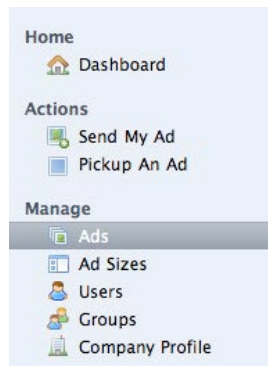 Home
Dashboard
Actions
Send My Ad
Pickup An Ad
Manage
Ads
Ad Sizes
Users
Groups
Company Profile